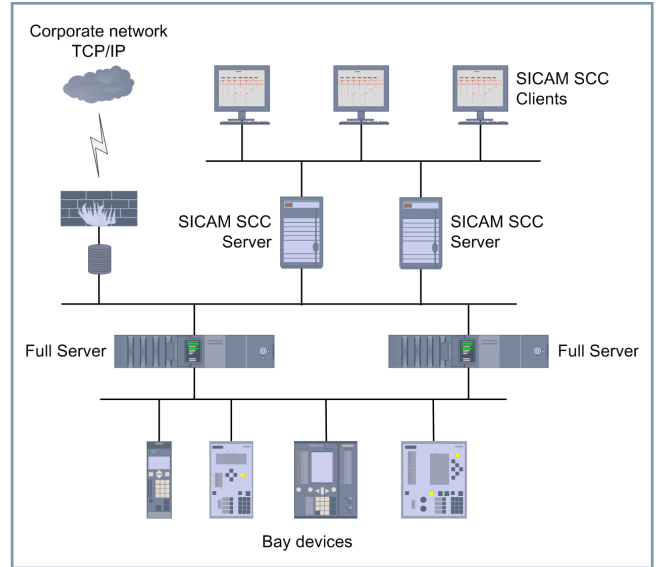 Corporate network
TCP/IP
SICAM SCC
Clients
SICAM SCC
Server
SICAM SCC
Server
Full Server
Full Server
Bay devices